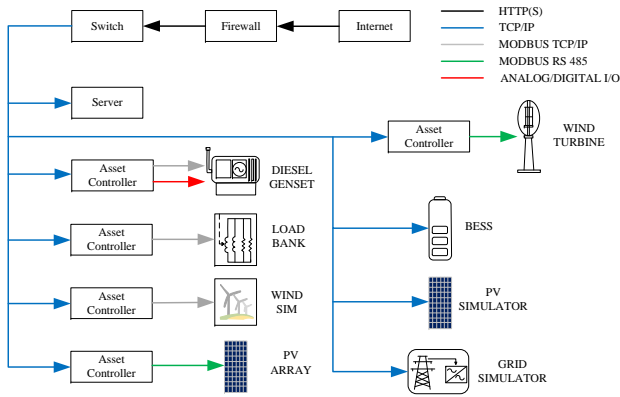 Switch
Firewall
Internet
HTTP(S)
TCP/IP
MODBUS TCP/IP
MODBUS RS 485
ANALOG/DIGITAL I/O
Server
Asset
Controller
WIND
TURBINE
Asset
Controller
DIESEL
GENSET
Asset
Controller
LOAD
BANK
BESS
Asset
Controller
WIND
SIM
PV
SIMULATOR
Asset
Controller
PV
ARRAY
GRID
SIMULATOR